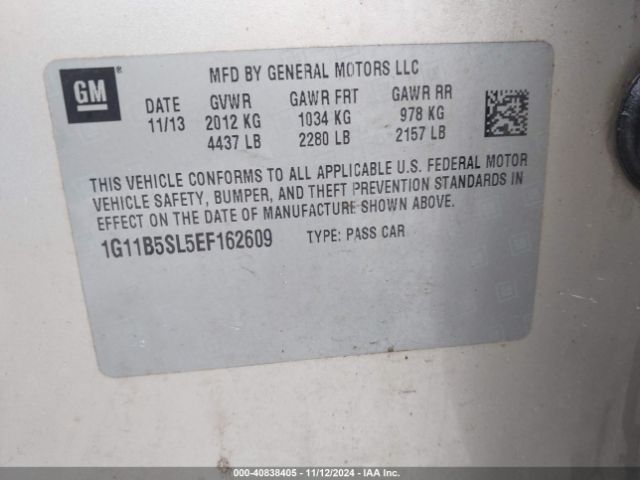 GM®
MFD BY GENERAL MOTORS LLC
DATE GVWR GAWR FRT GAWR RR
11/13 2012 KG 1034 KG 978 KG
4437 LB 2280 LB 2157 LB
THIS VEHICLE CONFORMS TO ALL APPLICABLE U.S. FEDERAL MOTOR
VEHICLE SAFETY, BUMPER, AND THEFT PREVENTION STANDARDS IN
EFFECT ON THE DATE OF MANUFACTURE SHOWN ABOVE.
1G11B5SL5EF162609 TYPE: PASS CAR
000-40838405 - 11/12/2024 - IAA Inc.